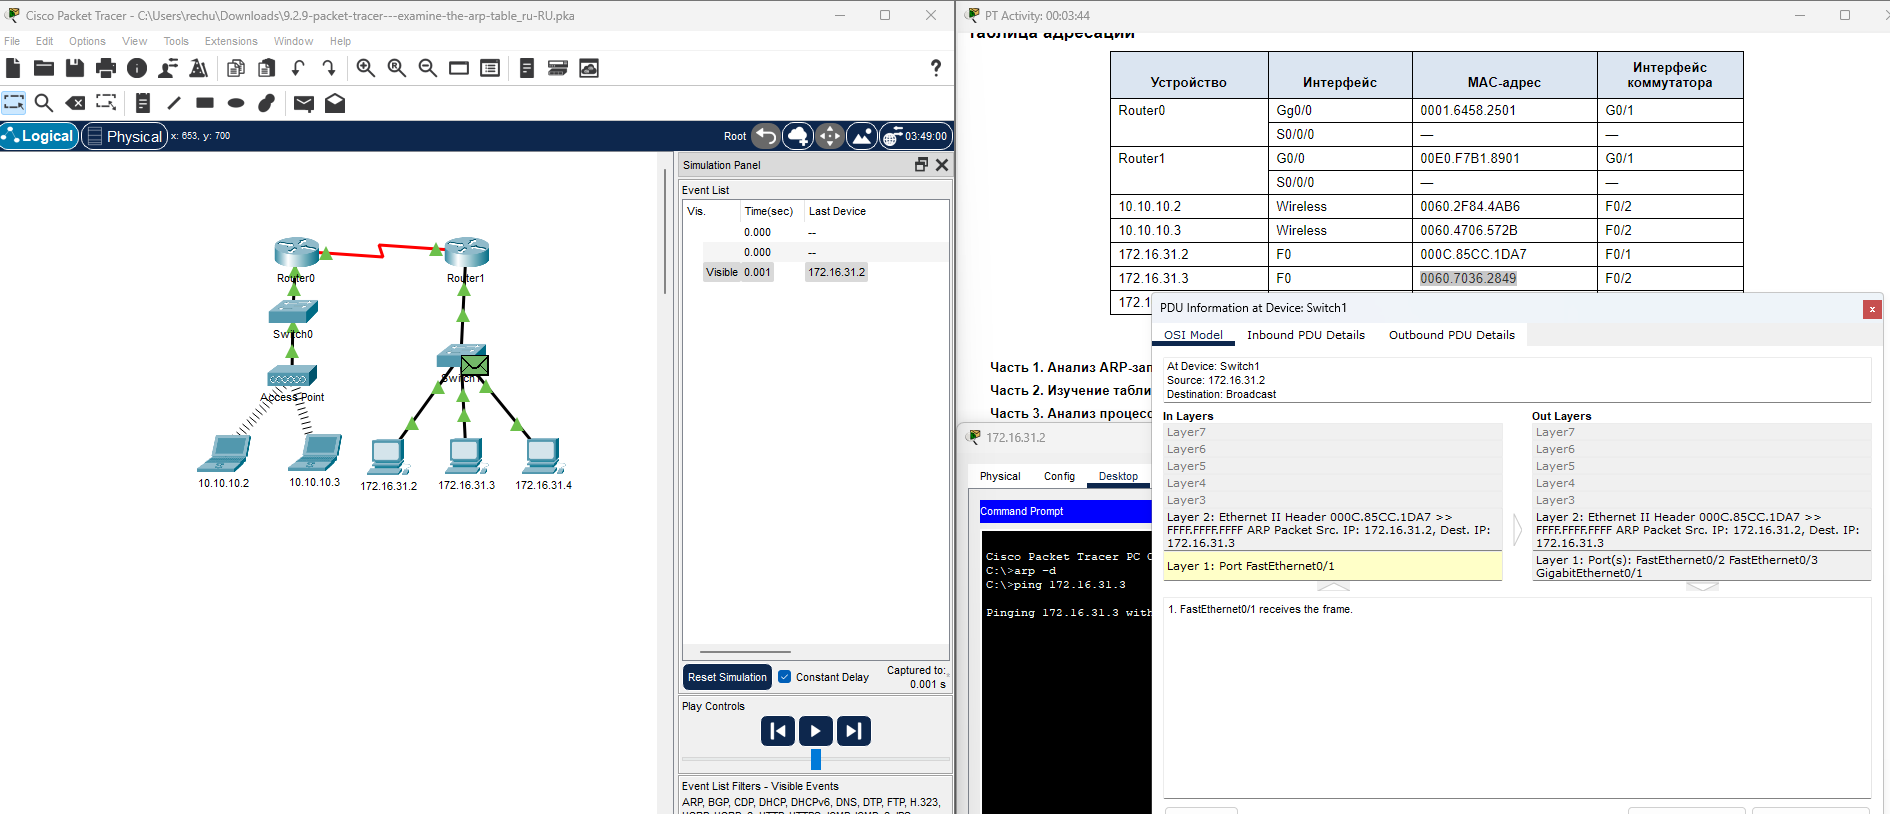 Cisco Packet Tracer - C:\Users\rechu\Downloads\9.2.9-packet-tracer---examine-the-arp-table_ru-RU.pka
File Edit Options View Tools Extensions Window Help
Logical Physical x: 653, y: 700
Root 03:49:00
Router0
Router1
Switch0
Access Point
10.10.10.2
10.10.10.3
172.16.31.2
172.16.31.3
172.16.31.4
Simulation Panel
Event List
Vis. Time(sec) Last Device
0.000 --
0.000 --
Visible 0.001 172.16.31.2
Reset Simulation Constant Delay Captured to:
0.001 s
Play Controls
Event List Filters - Visible Events
ARP, BGP, CDP, DHCP, DHCPv6, DNS, DTP, FTP, H.323,
PT Activity: 00:03:44
Таблица адресации
Устройство Интерфейс MAC-адрес Интерфейс коммутатора
Router0 Gg0/0 0001.6458.2501 G0/1
S0/0/0 — —
Router1 G0/0 00E0.F7B1.8901 G0/1
S0/0/0 — —
10.10.10.2 Wireless 0060.2F84.4AB6 F0/2
10.10.10.3 Wireless 0060.4706.572B F0/2
172.16.31.2 F0 000C.85CC.1DA7 F0/1
172.16.31.3 F0 0060.7036.2849 F0/2
172.1
Часть 1. Анализ ARP-зап
Часть 2. Изучение табли
Часть 3. Анализ процесс
172.16.31.2
Physical Config Desktop
Command Prompt
Cisco Packet Tracer PC C
C:\>arp -d
C:\>ping 172.16.31.3
Pinging 172.16.31.3 with
PDU Information at Device: Switch1
OSI Model Inbound PDU Details Outbound PDU Details
At Device: Switch1
Source: 172.16.31.2
Destination: Broadcast
In Layers
Layer7
Layer6
Layer5
Layer4
Layer3
Layer 2: Ethernet II Header 000C.85CC.1DA7 >>
FFFF.FFFF.FFFF ARP Packet Src. IP: 172.16.31.2, Dest. IP:
172.16.31.3
Layer 1: Port FastEthernet0/1
Out Layers
Layer7
Layer6
Layer5
Layer4
Layer3
Layer 2: Ethernet II Header 000C.85CC.1DA7 >>
FFFF.FFFF.FFFF ARP Packet Src. IP: 172.16.31.2, Dest. IP:
172.16.31.3
Layer 1: Port(s): FastEthernet0/2 FastEthernet0/3
GigabitEthernet0/1
1. FastEthernet0/1 receives the frame.